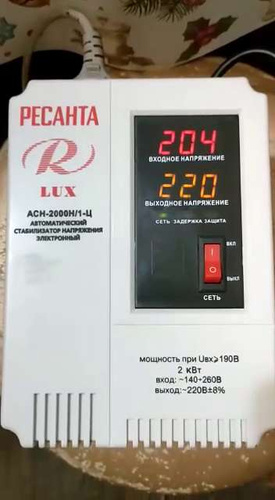 РЕСАНТА
R
LUX
АСН-2000Н/1-Ц
АВТОМАТИЧЕСКИЙ
СТАБИЛИЗАТОР НАПРЯЖЕНИЯ
ЭЛЕКТРОННЫЙ
204
ВХОДНОЕ НАПРЯЖЕНИЕ
220
ВЫХОДНОЕ НАПРЯЖЕНИЕ
СЕТЬ ЗАДЕРЖКА ЗАЩИТА
ВКЛ
ВЫКЛ
СЕТЬ
мощность при Uвх⩾190В
2 кВт
вход: ~140÷260В
выход:~220В±8%